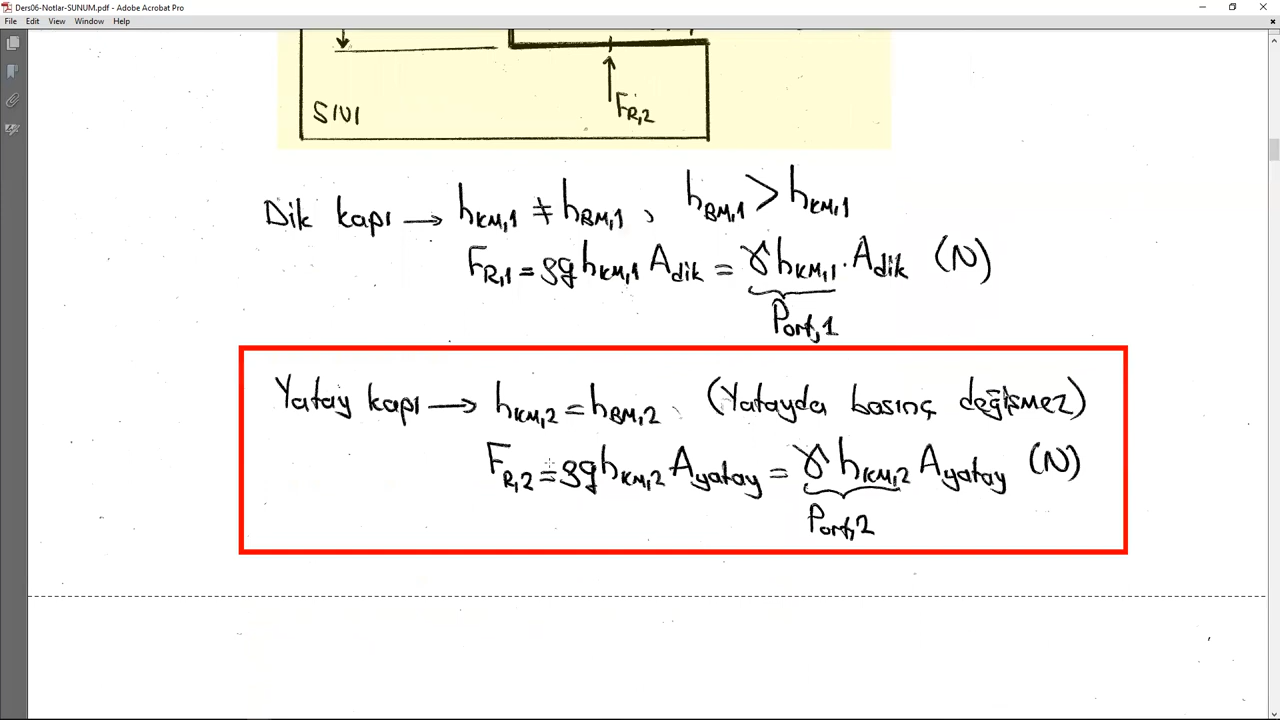 Ders06-Notlar-SUNUM.pdf - Adobe Acrobat Pro
File Edit View Window Help
SIVI
F_R,2
Dik kapı → h_KM,1 ≠ h_BM,1 , h_BM,1 > h_KM,1
F_R,1 = ρg h_KM,1 A_dik = γ h_KM,1 . A_dik (N)
P_ort,1
Yatay kapı → h_KM,2 = h_BM,2 (Yatayda basınç değişmez)
F_R,2 = ρg h_KM,2 A_yatay = γ h_KM,2 A_yatay (N)
P_ort,2